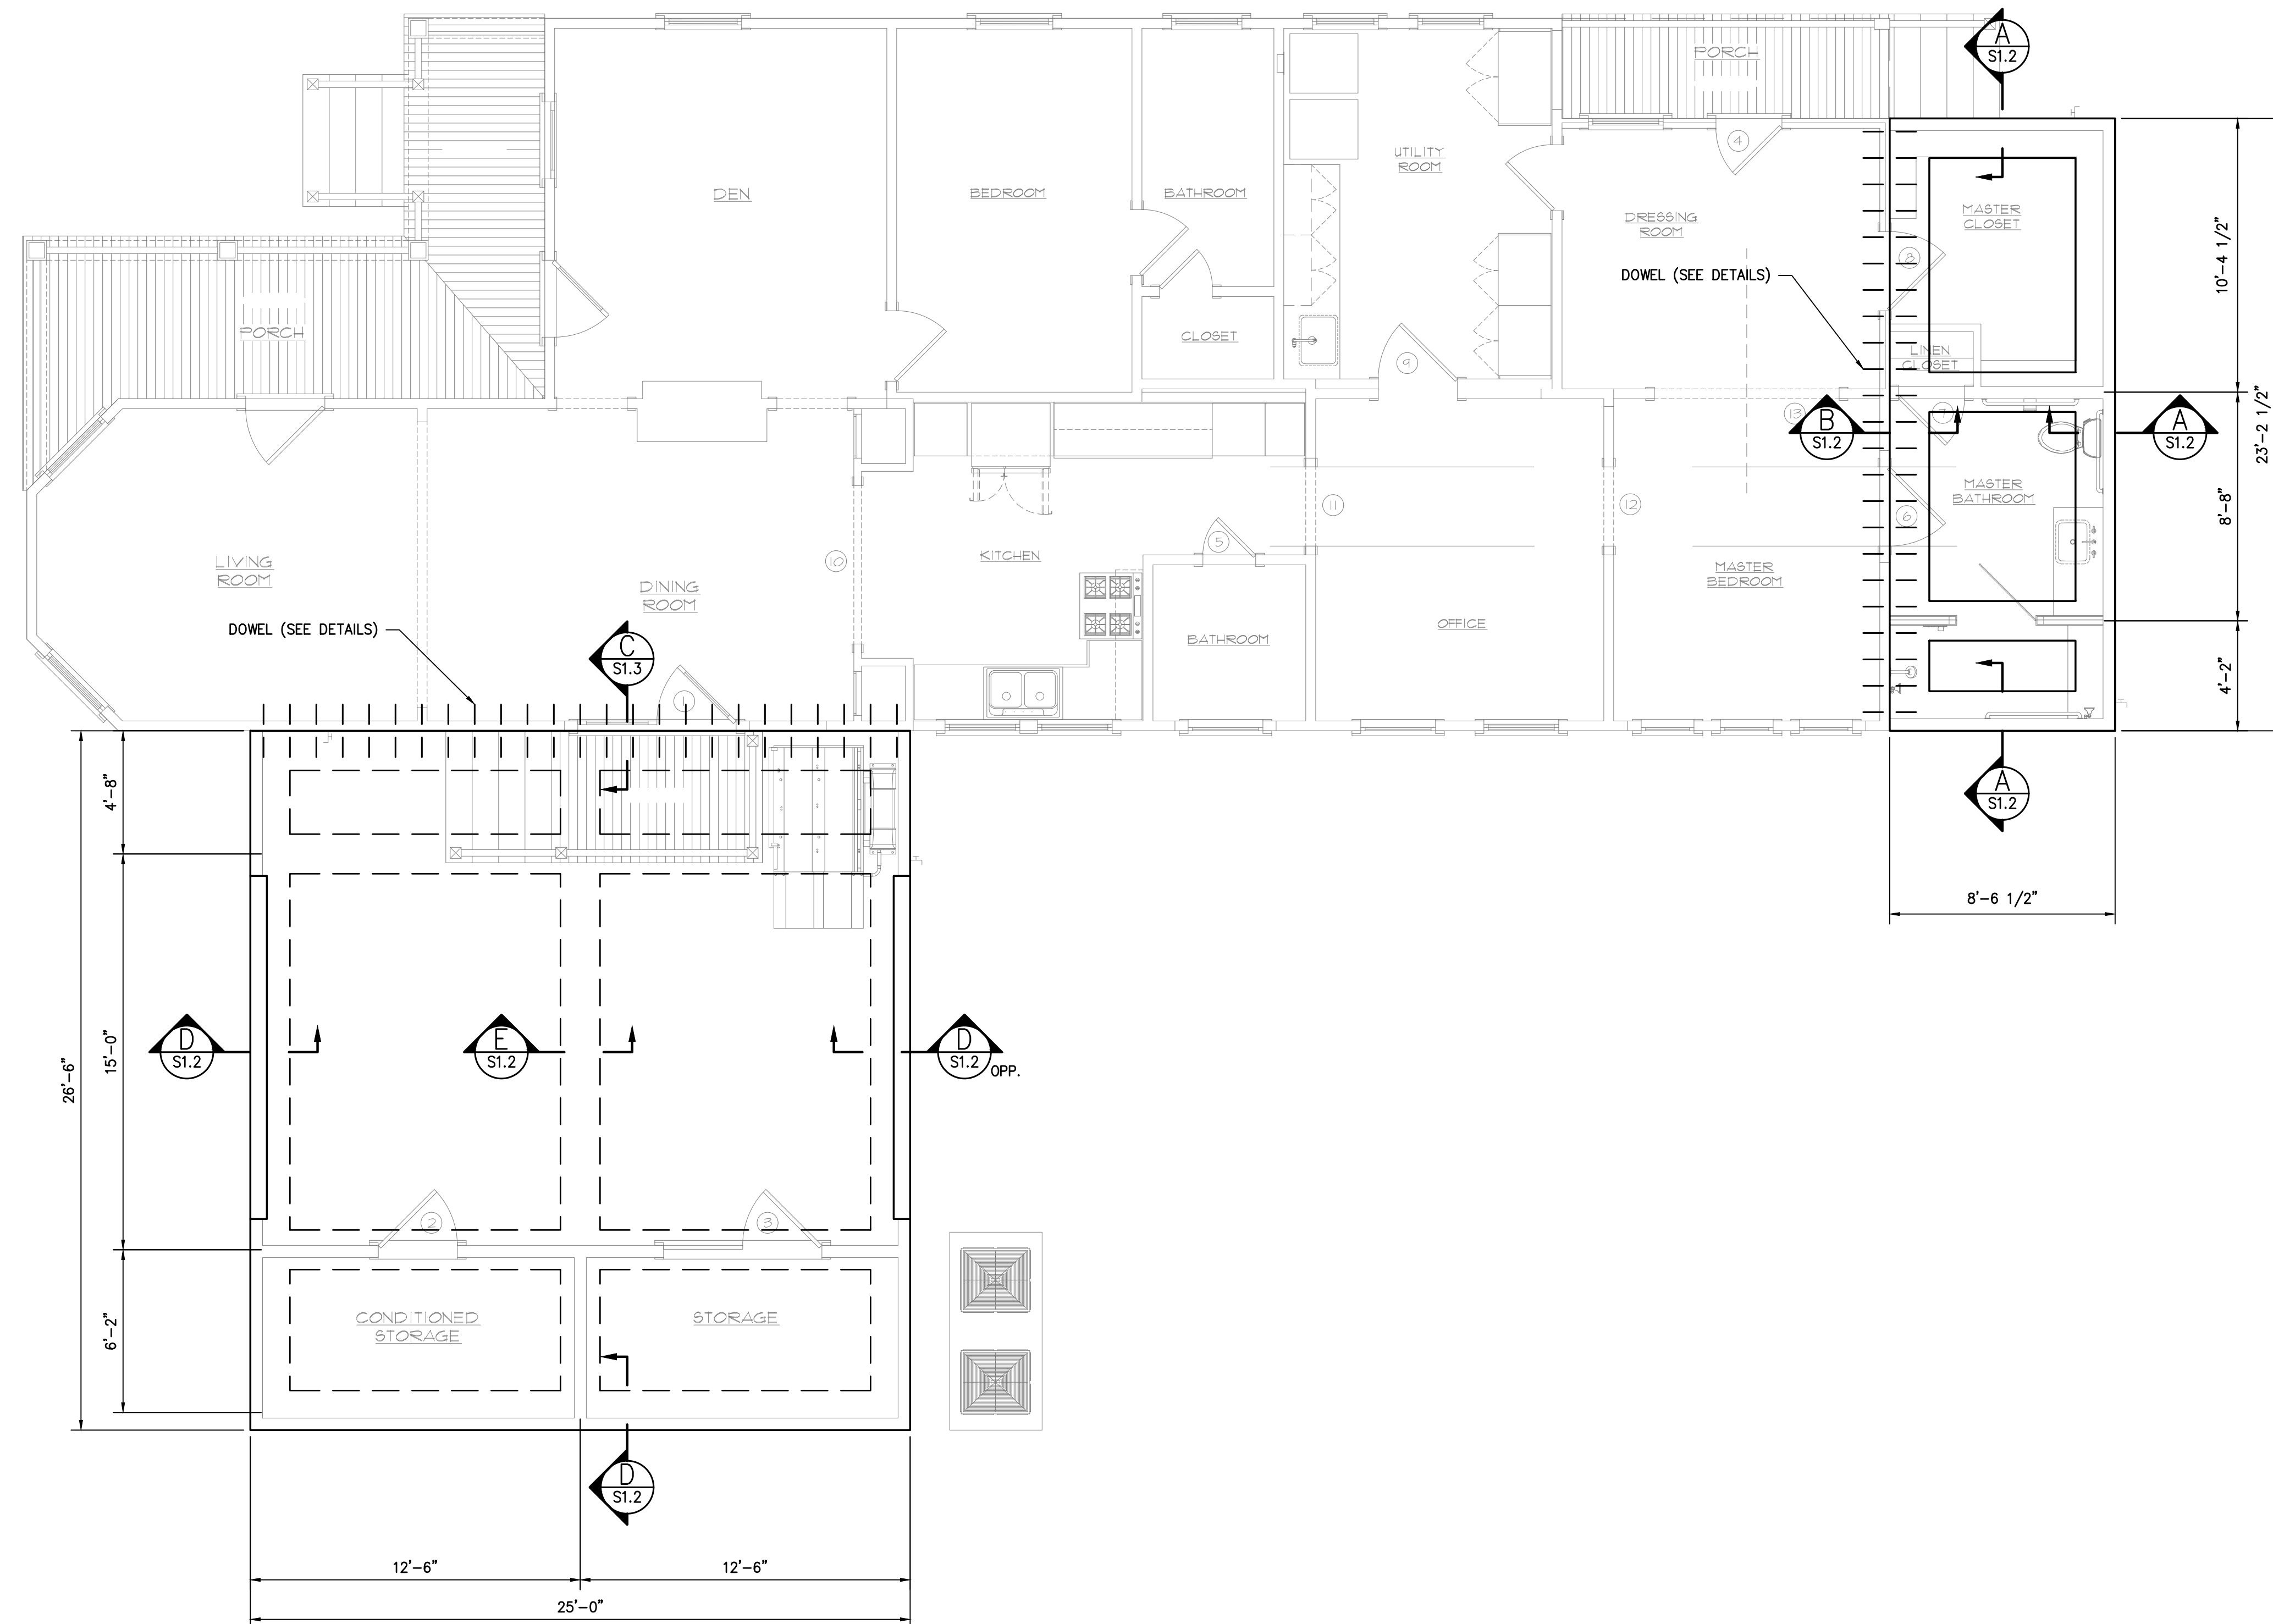 A
S1.2
PORCH
4
DEN
BEDROOM
BATHROOM
UTILITY
ROOM
DRESSING
ROOM
MASTER
CLOSET
10'-4 1/2"
DOWEL (SEE DETAILS)
8
PORCH
CLOSET
9
LINEN
CLOSET
13
7
B
S1.2
A
S1.2
23'-2 1/2"
8'-8"
MASTER
BATHROOM
6
11
12
5
10
KITCHEN
LIVING
ROOM
DINING
ROOM
MASTER
BEDROOM
OFFICE
BATHROOM
DOWEL (SEE DETAILS)
C
S1.3
1
4'-2"
4'-8"
A
S1.2
8'-6 1/2"
26'-6"
15'-0"
D
S1.2
E
S1.2
D
S1.2
OPP.
2
3
6'-2"
CONDITIONED
STORAGE
STORAGE
D
S1.2
12'-6"
12'-6"
25'-0"